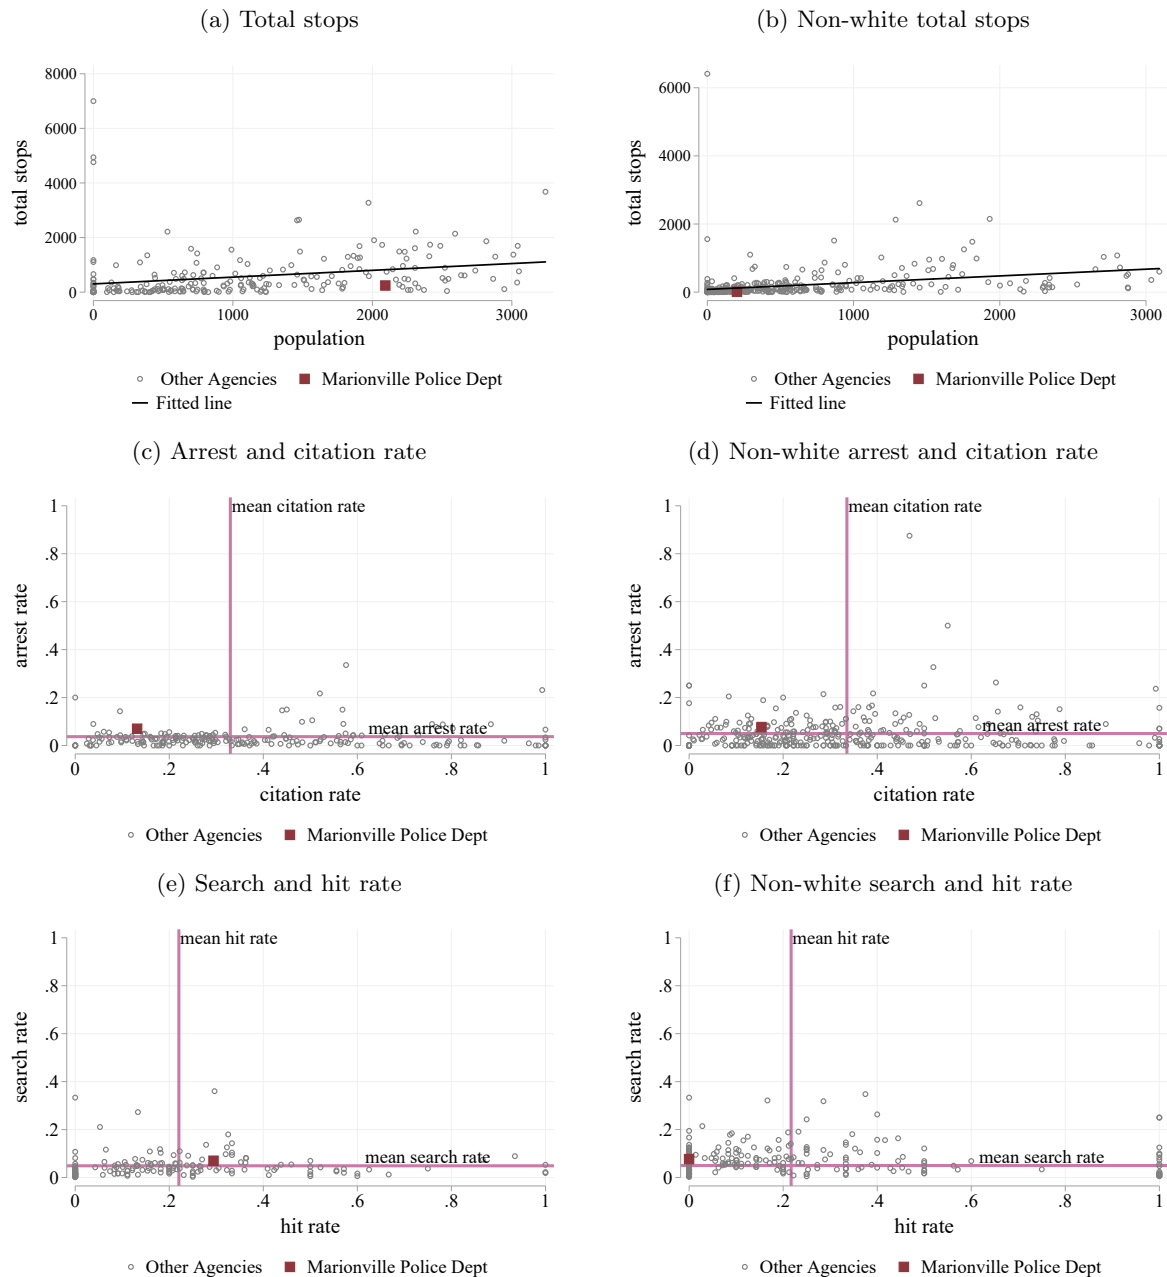 (a) Total stops
(b) Non-white total stops
total stops
8000
6000
4000
2000
0
0 1000 2000 3000
population
Other Agencies Marionville Police Dept
Fitted line
total stops
6000
4000
2000
0
0 1000 2000 3000
population
Other Agencies Marionville Police Dept
Fitted line
(c) Arrest and citation rate
(d) Non-white arrest and citation rate
arrest rate
1
.8
.6
.4
.2
0
mean citation rate
mean arrest rate
0 .2 .4 .6 .8 1
citation rate
Other Agencies Marionville Police Dept
arrest rate
1
.8
.6
.4
.2
0
mean citation rate
mean arrest rate
0 .2 .4 .6 .8 1
citation rate
Other Agencies Marionville Police Dept
(e) Search and hit rate
(f) Non-white search and hit rate
search rate
1
.8
.6
.4
.2
0
mean hit rate
mean search rate
0 .2 .4 .6 .8 1
hit rate
Other Agencies Marionville Police Dept
search rate
1
.8
.6
.4
.2
0
mean hit rate
mean search rate
0 .2 .4 .6 .8 1
hit rate
Other Agencies Marionville Police Dept